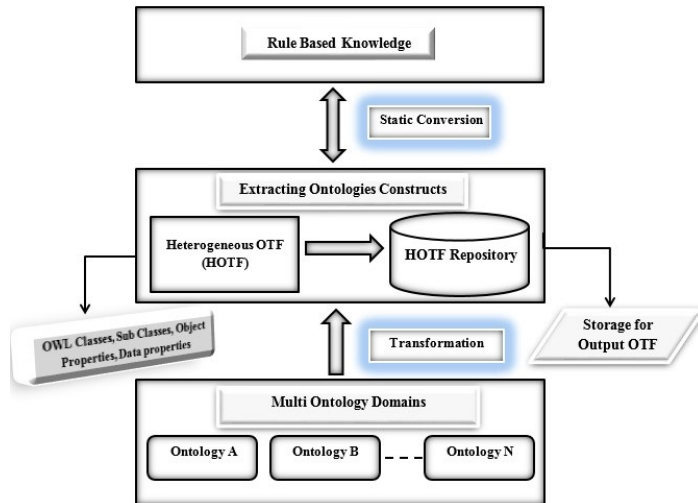 Rule Based Knowledge
Static Conversion
Extracting Ontologies Constructs
Heterogeneous OTF
(HOTF)
HOTF Repository
OWL Classes, Sub Classes, Object
Properties, Data properties
Transformation
Storage for
Output OTF
Multi Ontology Domains
Ontology A
Ontology B
Ontology N